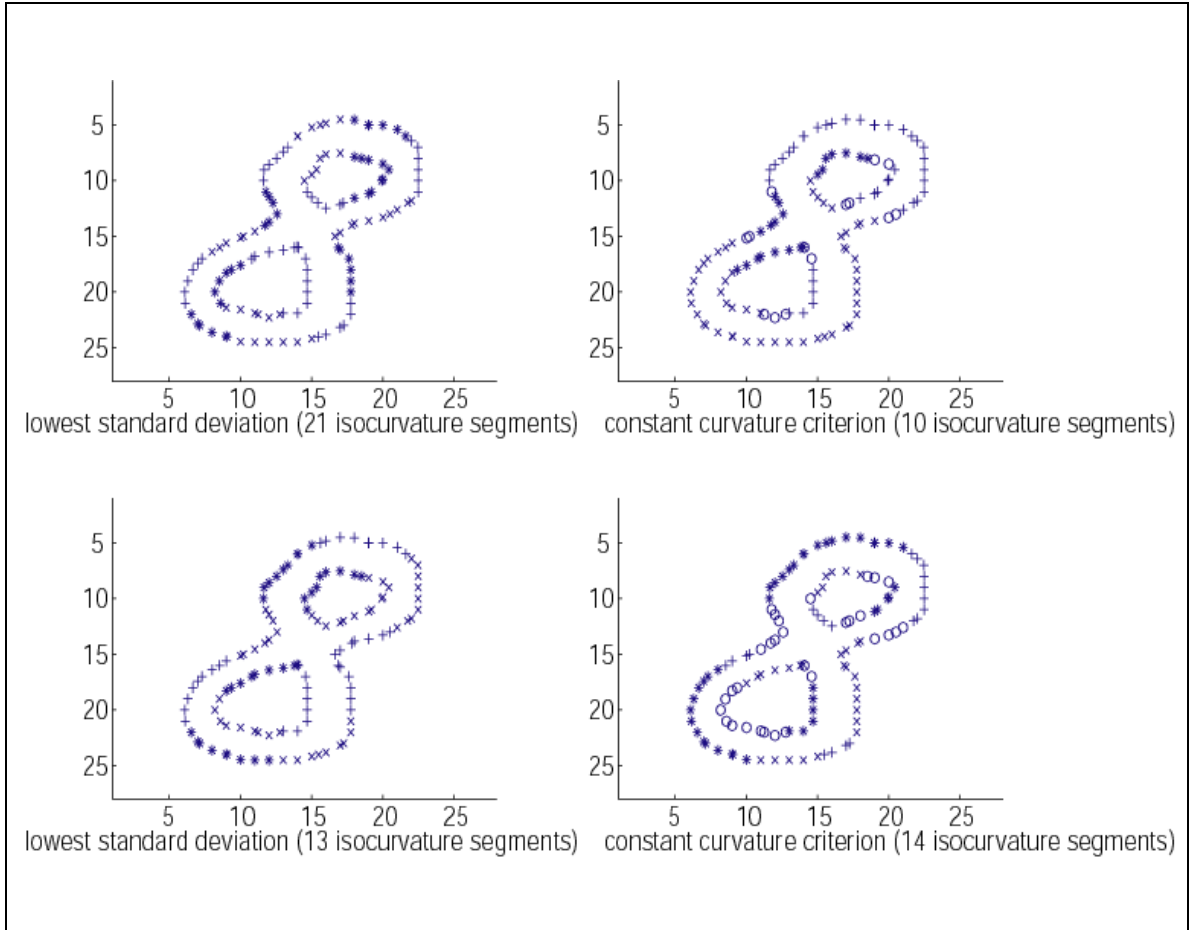 5
10
15
20
25
5 10 15 20 25
lowest standard deviation (21 isocurvature segments)
5
10
15
20
25
5 10 15 20 25
constant curvature criterion (10 isocurvature segments)
5
10
15
20
25
5 10 15 20 25
lowest standard deviation (13 isocurvature segments)
5
10
15
20
25
5 10 15 20 25
constant curvature criterion (14 isocurvature segments)